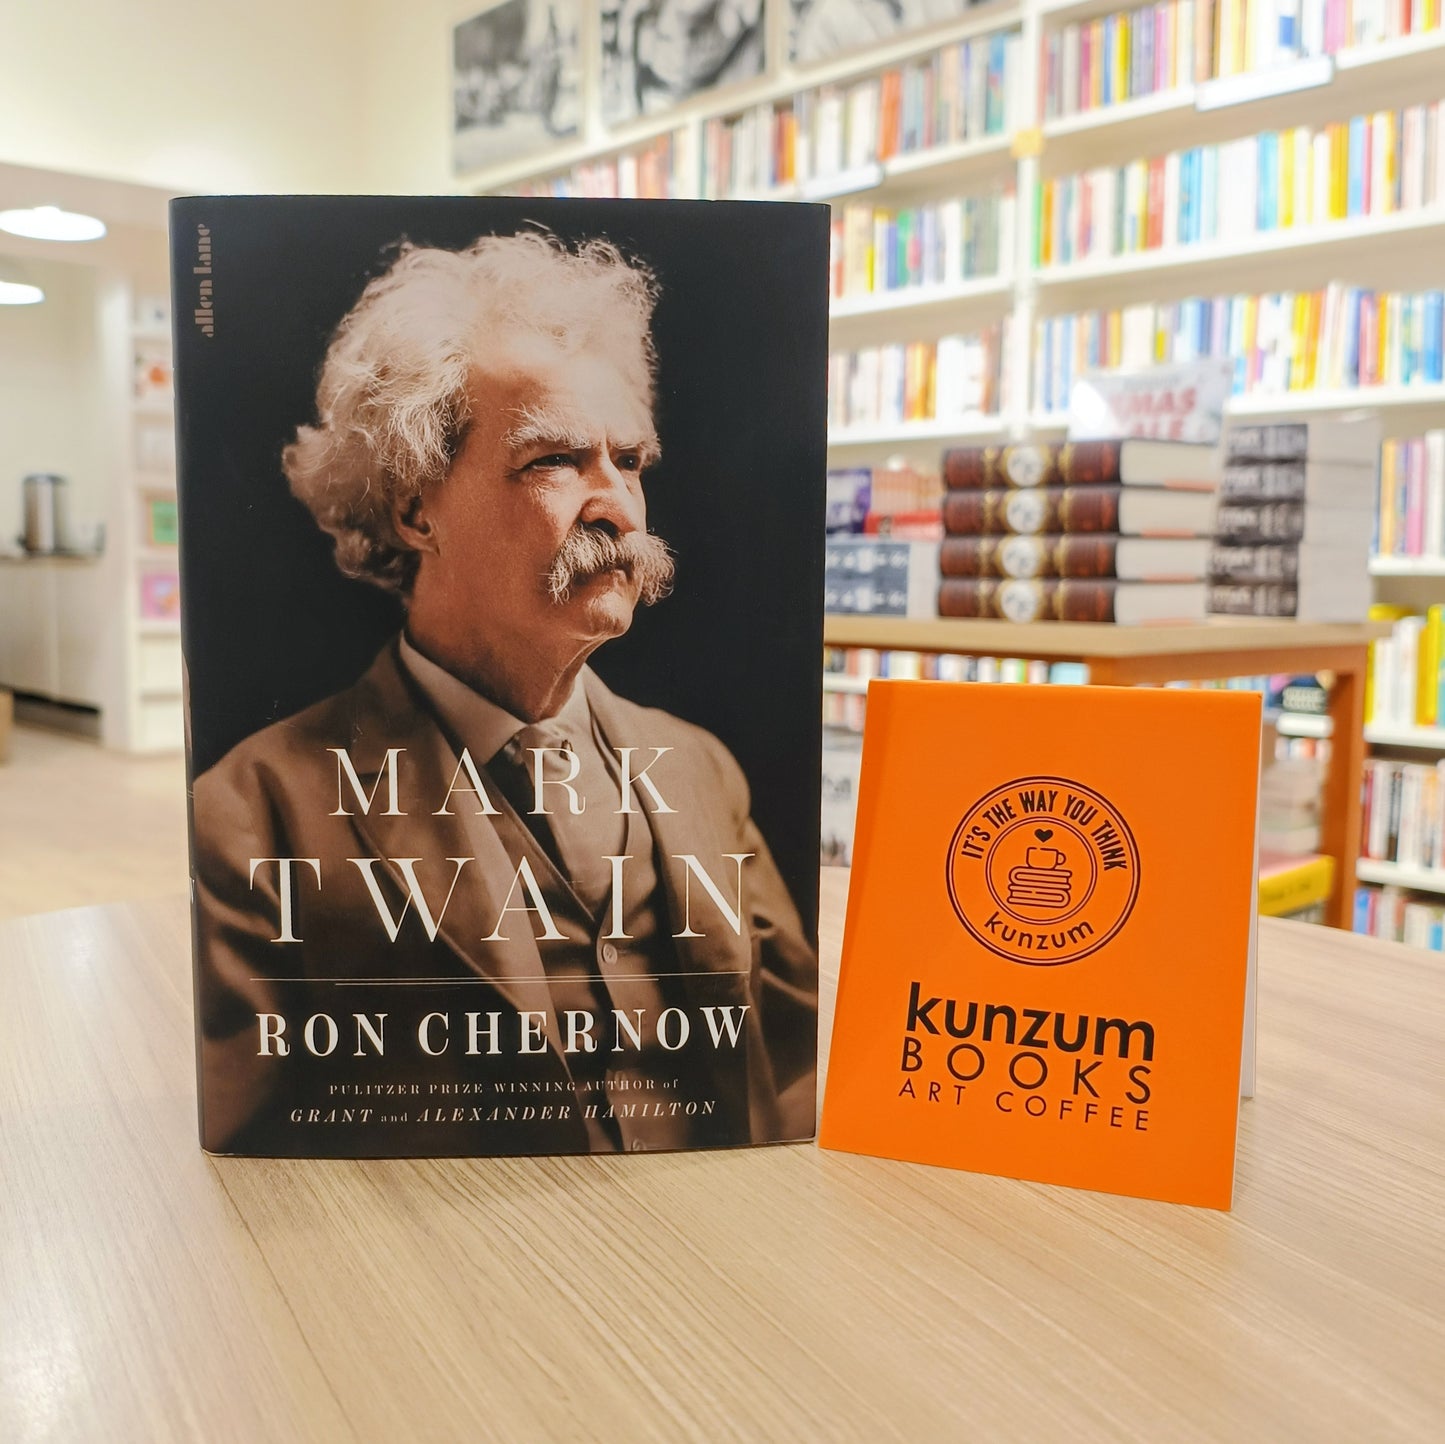 allen lane
MARK
TWAIN
RON CHERNOW
PULITZER PRIZE-WINNING AUTHOR of
GRANT and ALEXANDER HAMILTON
IT'S THE WAY YOU THINK
kunzum
kunzum
BOOKS
ART COFFEE